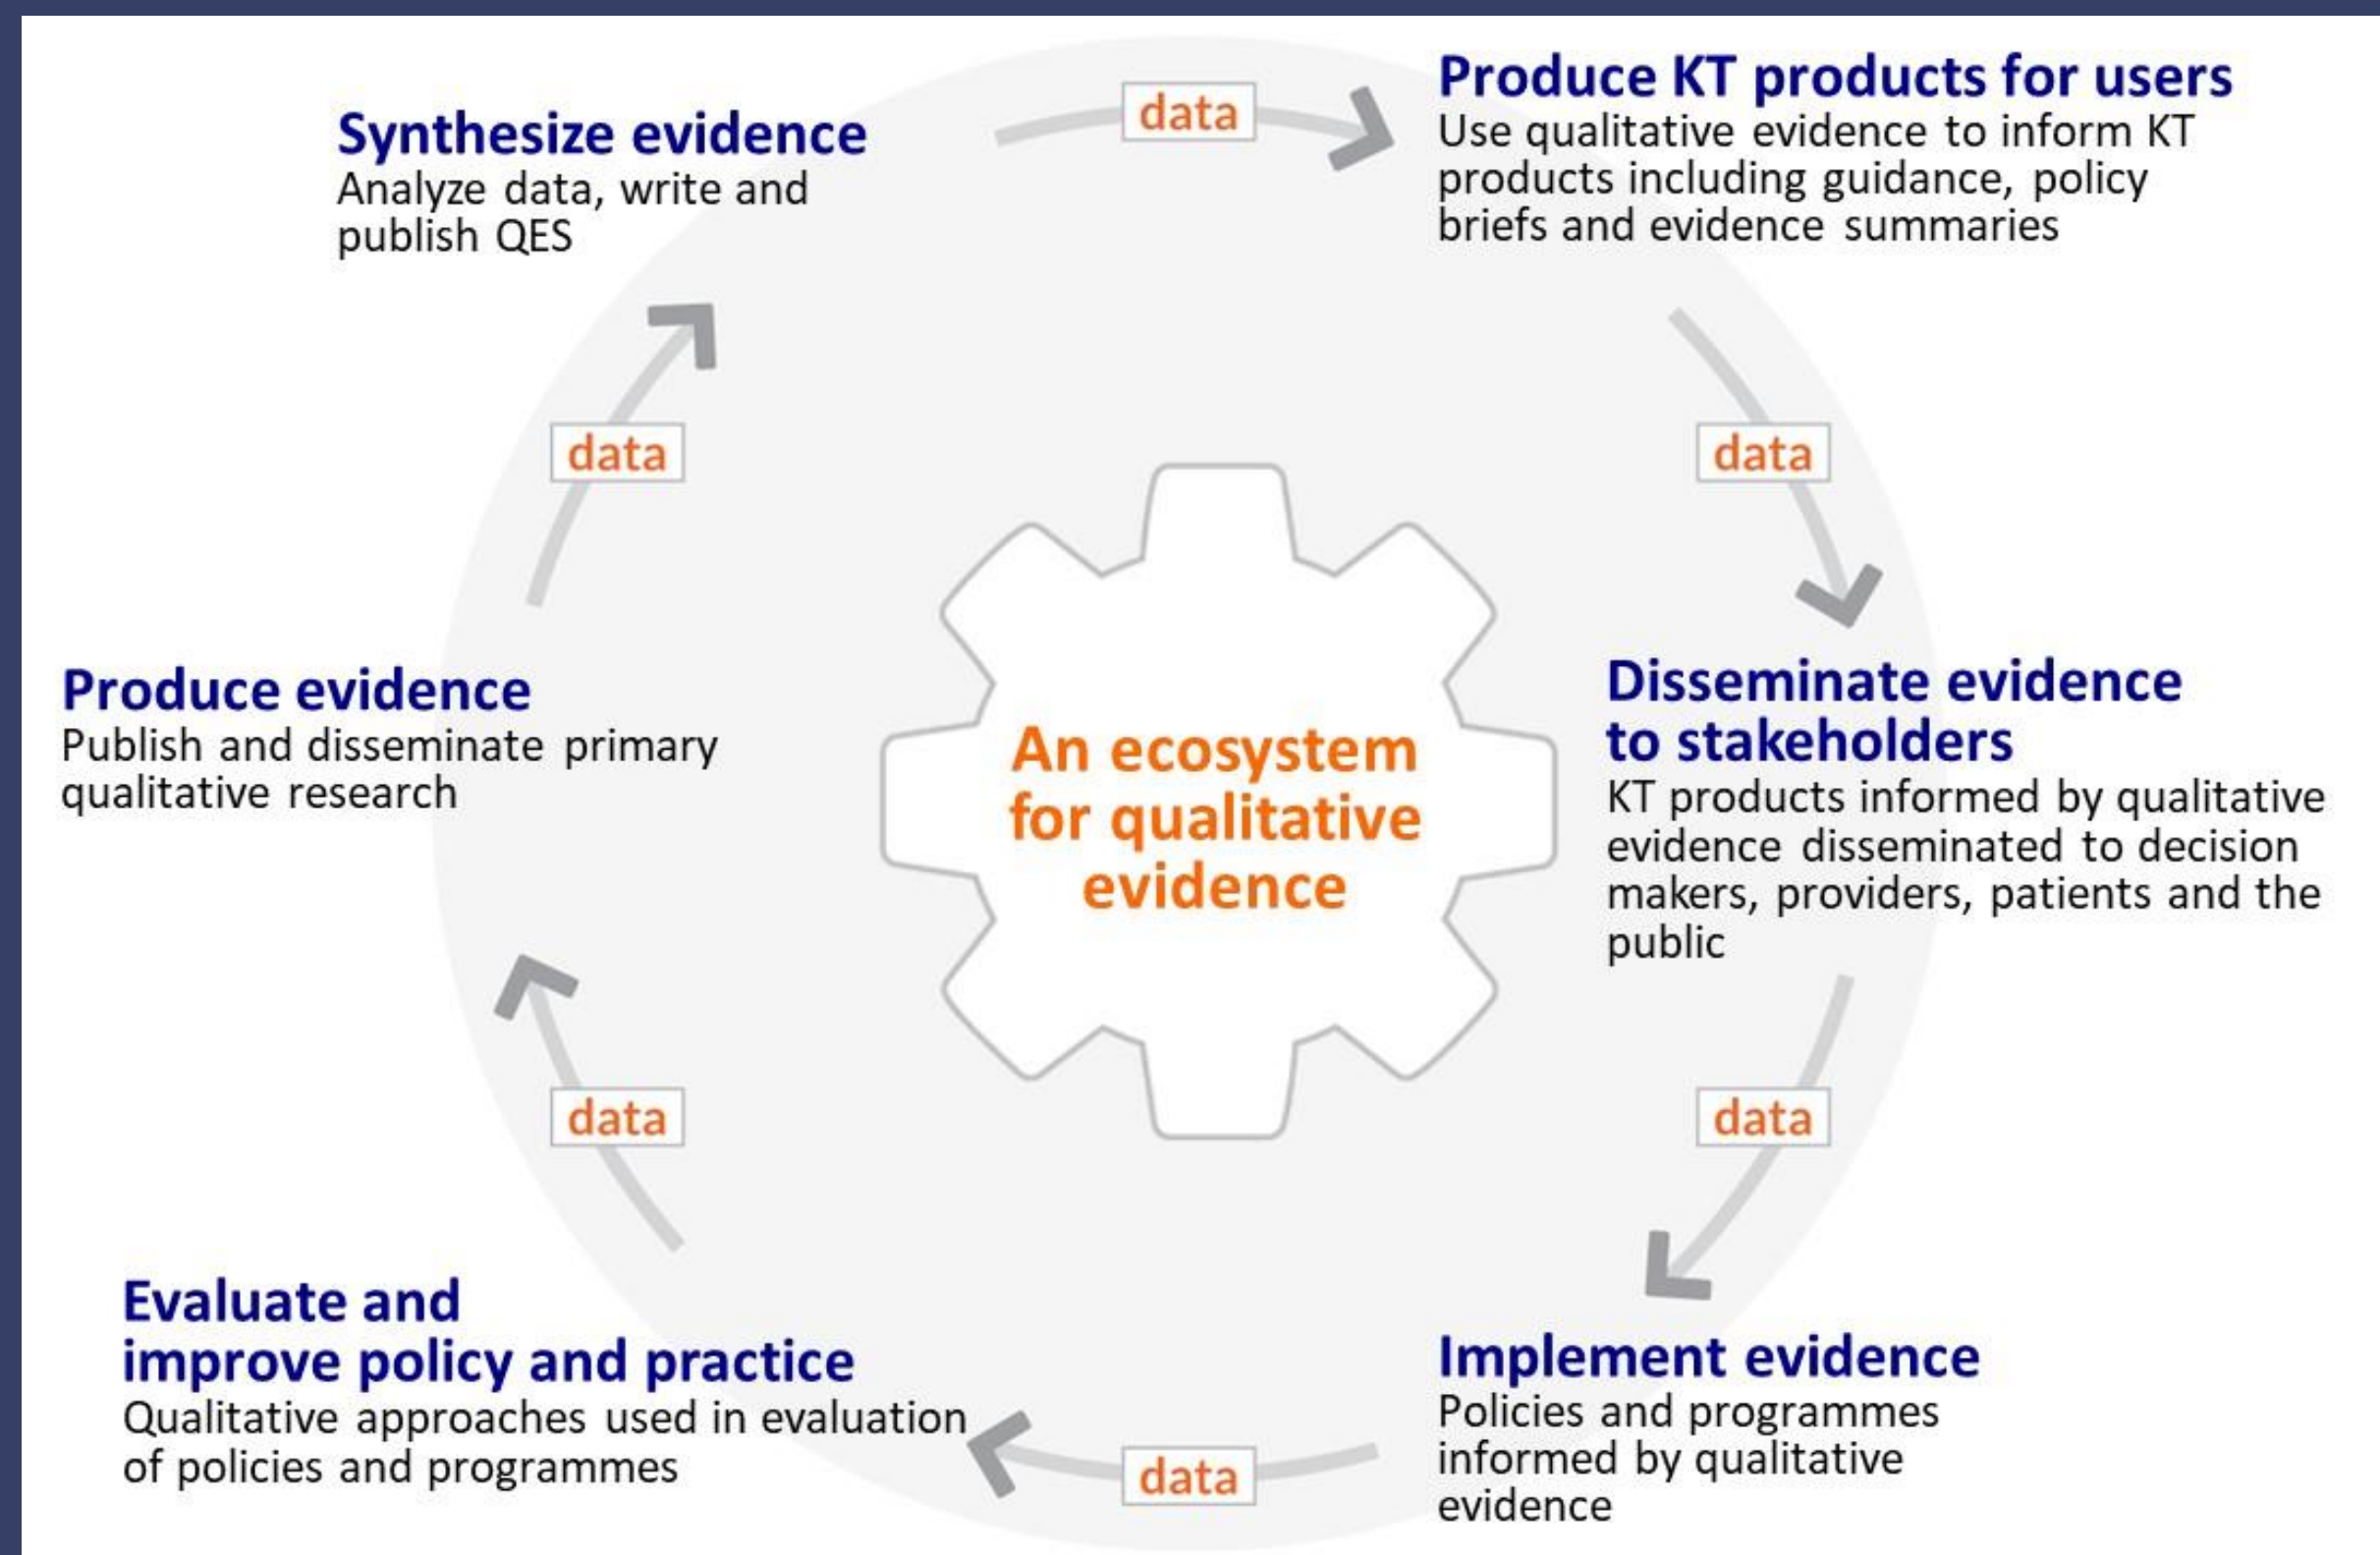 data
Produce KT products for users
Use qualitative evidence to inform KT
products including guidance, policy
briefs and evidence summaries
Synthesize evidence
Analyze data, write and
publish QES
data
data
Produce evidence
Publish and disseminate primary
qualitative research
An ecosystem
for qualitative
evidence
Disseminate evidence
to stakeholders
KT products informed by qualitative
evidence disseminated to decision
makers, providers, patients and the
public
data
data
Evaluate and
improve policy and practice
Qualitative approaches used in evaluation
of policies and programmes
data
Implement evidence
Policies and programmes
informed by qualitative
evidence